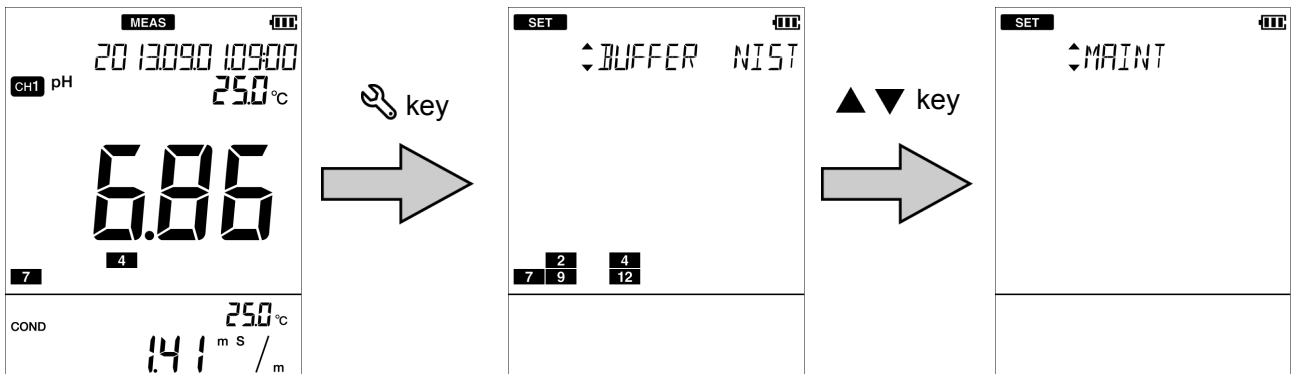 MEAS
2013.09.01.09:00
CH1 pH
25.0 °C
6.86
4
7
COND
25.0 °C
1.41 m S / m
key
SET
BUFFER NIST
2 4
7 9 12
▲ ▼ key
SET
MAINT